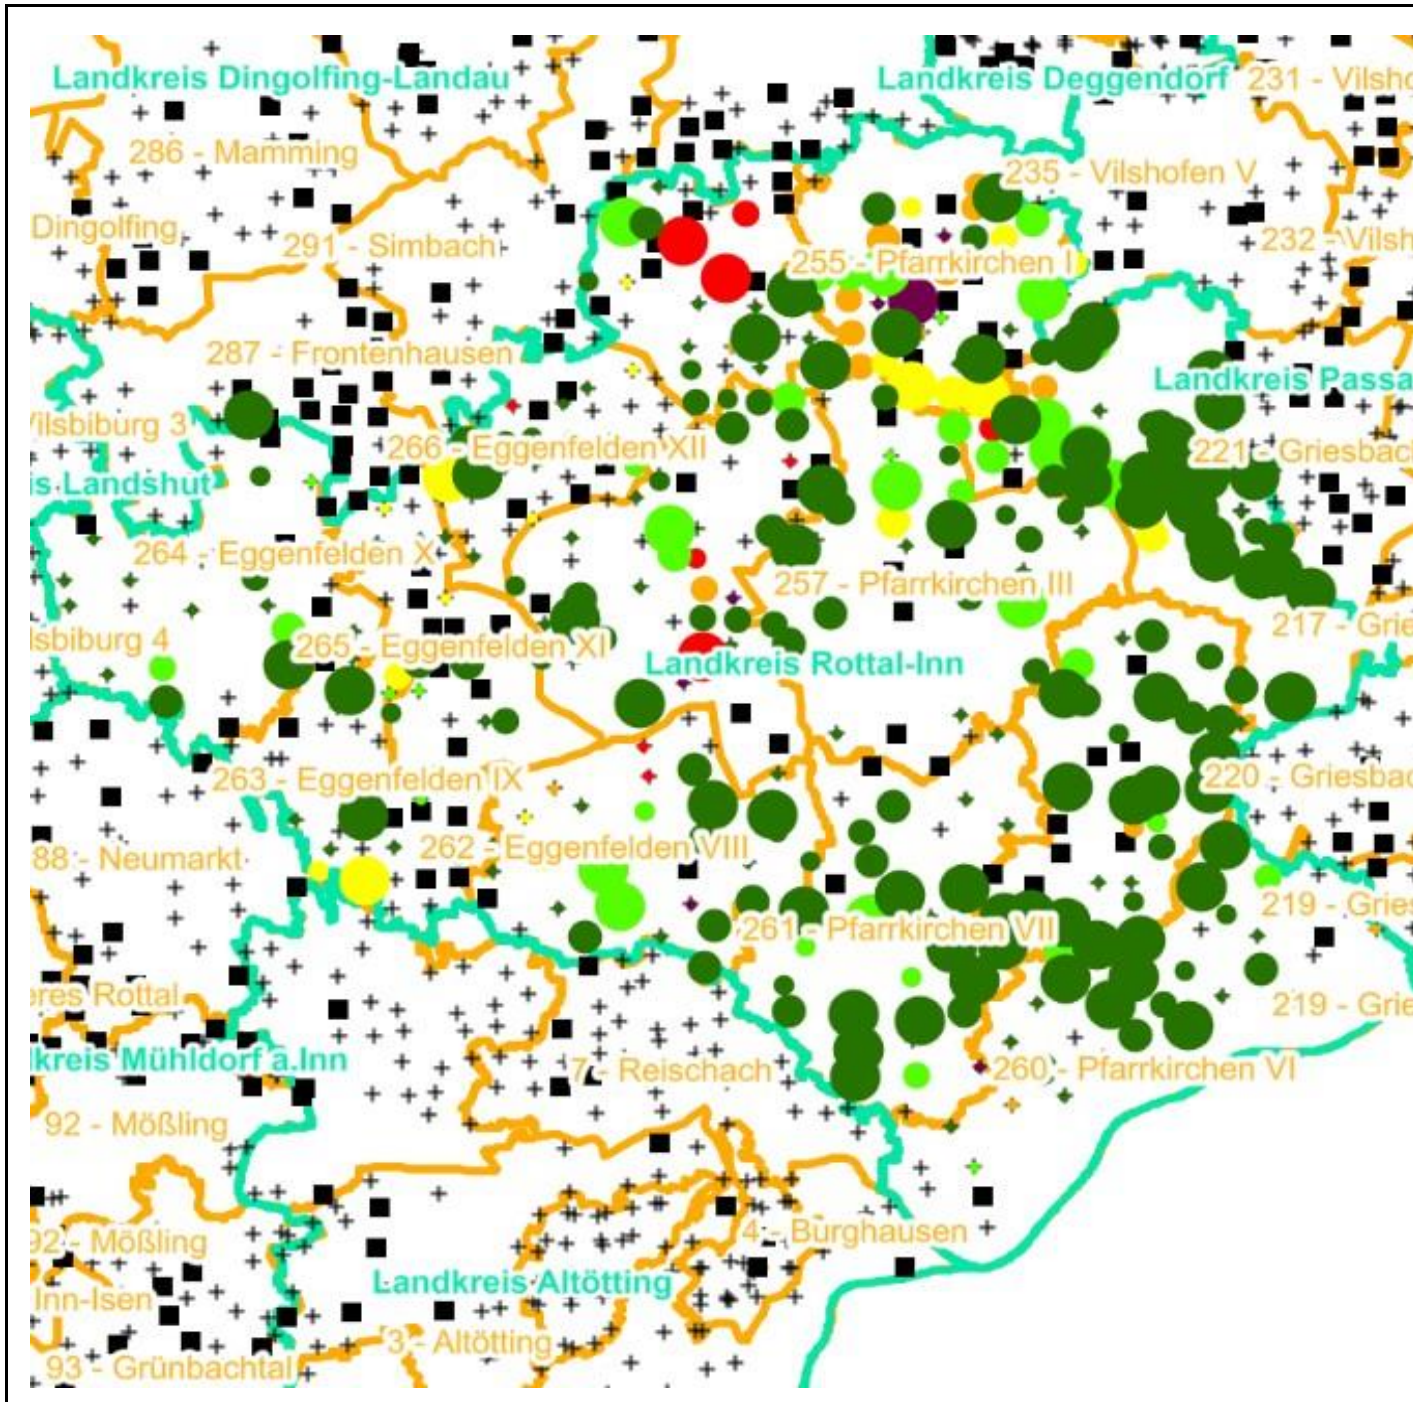 Landkreis Dingolfing-Landau
Landkreis Deggendorf
231 - Vilsho
286 - Mamming
235 - Vilshofen V
Dingolfing
291 - Simbach
232 - Vilsh
255 - Pfarrkirchen I
287 - Frontenhausen
Landkreis Passa
Vilsbiburg 3
266 - Eggenfelden XII
221 - Griesbach
is Landshut
264 - Eggenfelden X
257 - Pfarrkirchen III
lsbiburg 4
265 - Eggenfelden XI
217 - Grie
Landkreis Rottal-Inn
263 - Eggenfelden IX
220 - Griesbac
88 - Neumarkt
262 - Eggenfelden VIII
219 - Gries
261 - Pfarrkirchen VII
eres Rottal
219 - Grie
lkreis Mühldorf a.Inn
7 - Reischach
260 - Pfarrkirchen VI
92 - Mößling
92 - Mößling
4 - Burghausen
Landkreis Altötting
Inn-Isen
3 - Altötting
93 - Grünbachtal